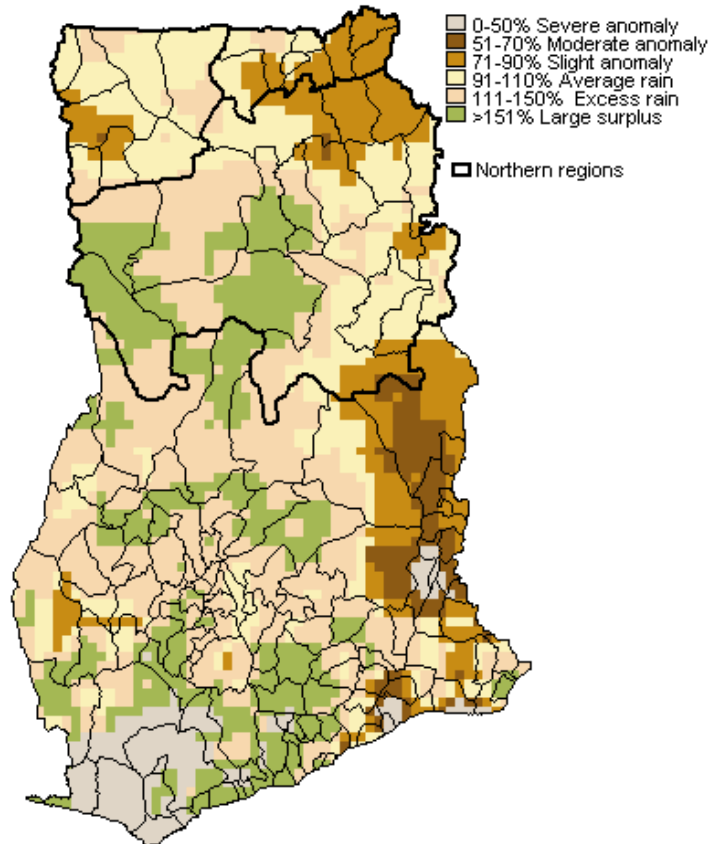 0-50% Severe anomaly
51-70% Moderate anomaly
71-90% Slight anomaly
91-110% Average rain
111-150% Excess rain
>151% Large surplus
Northern regions